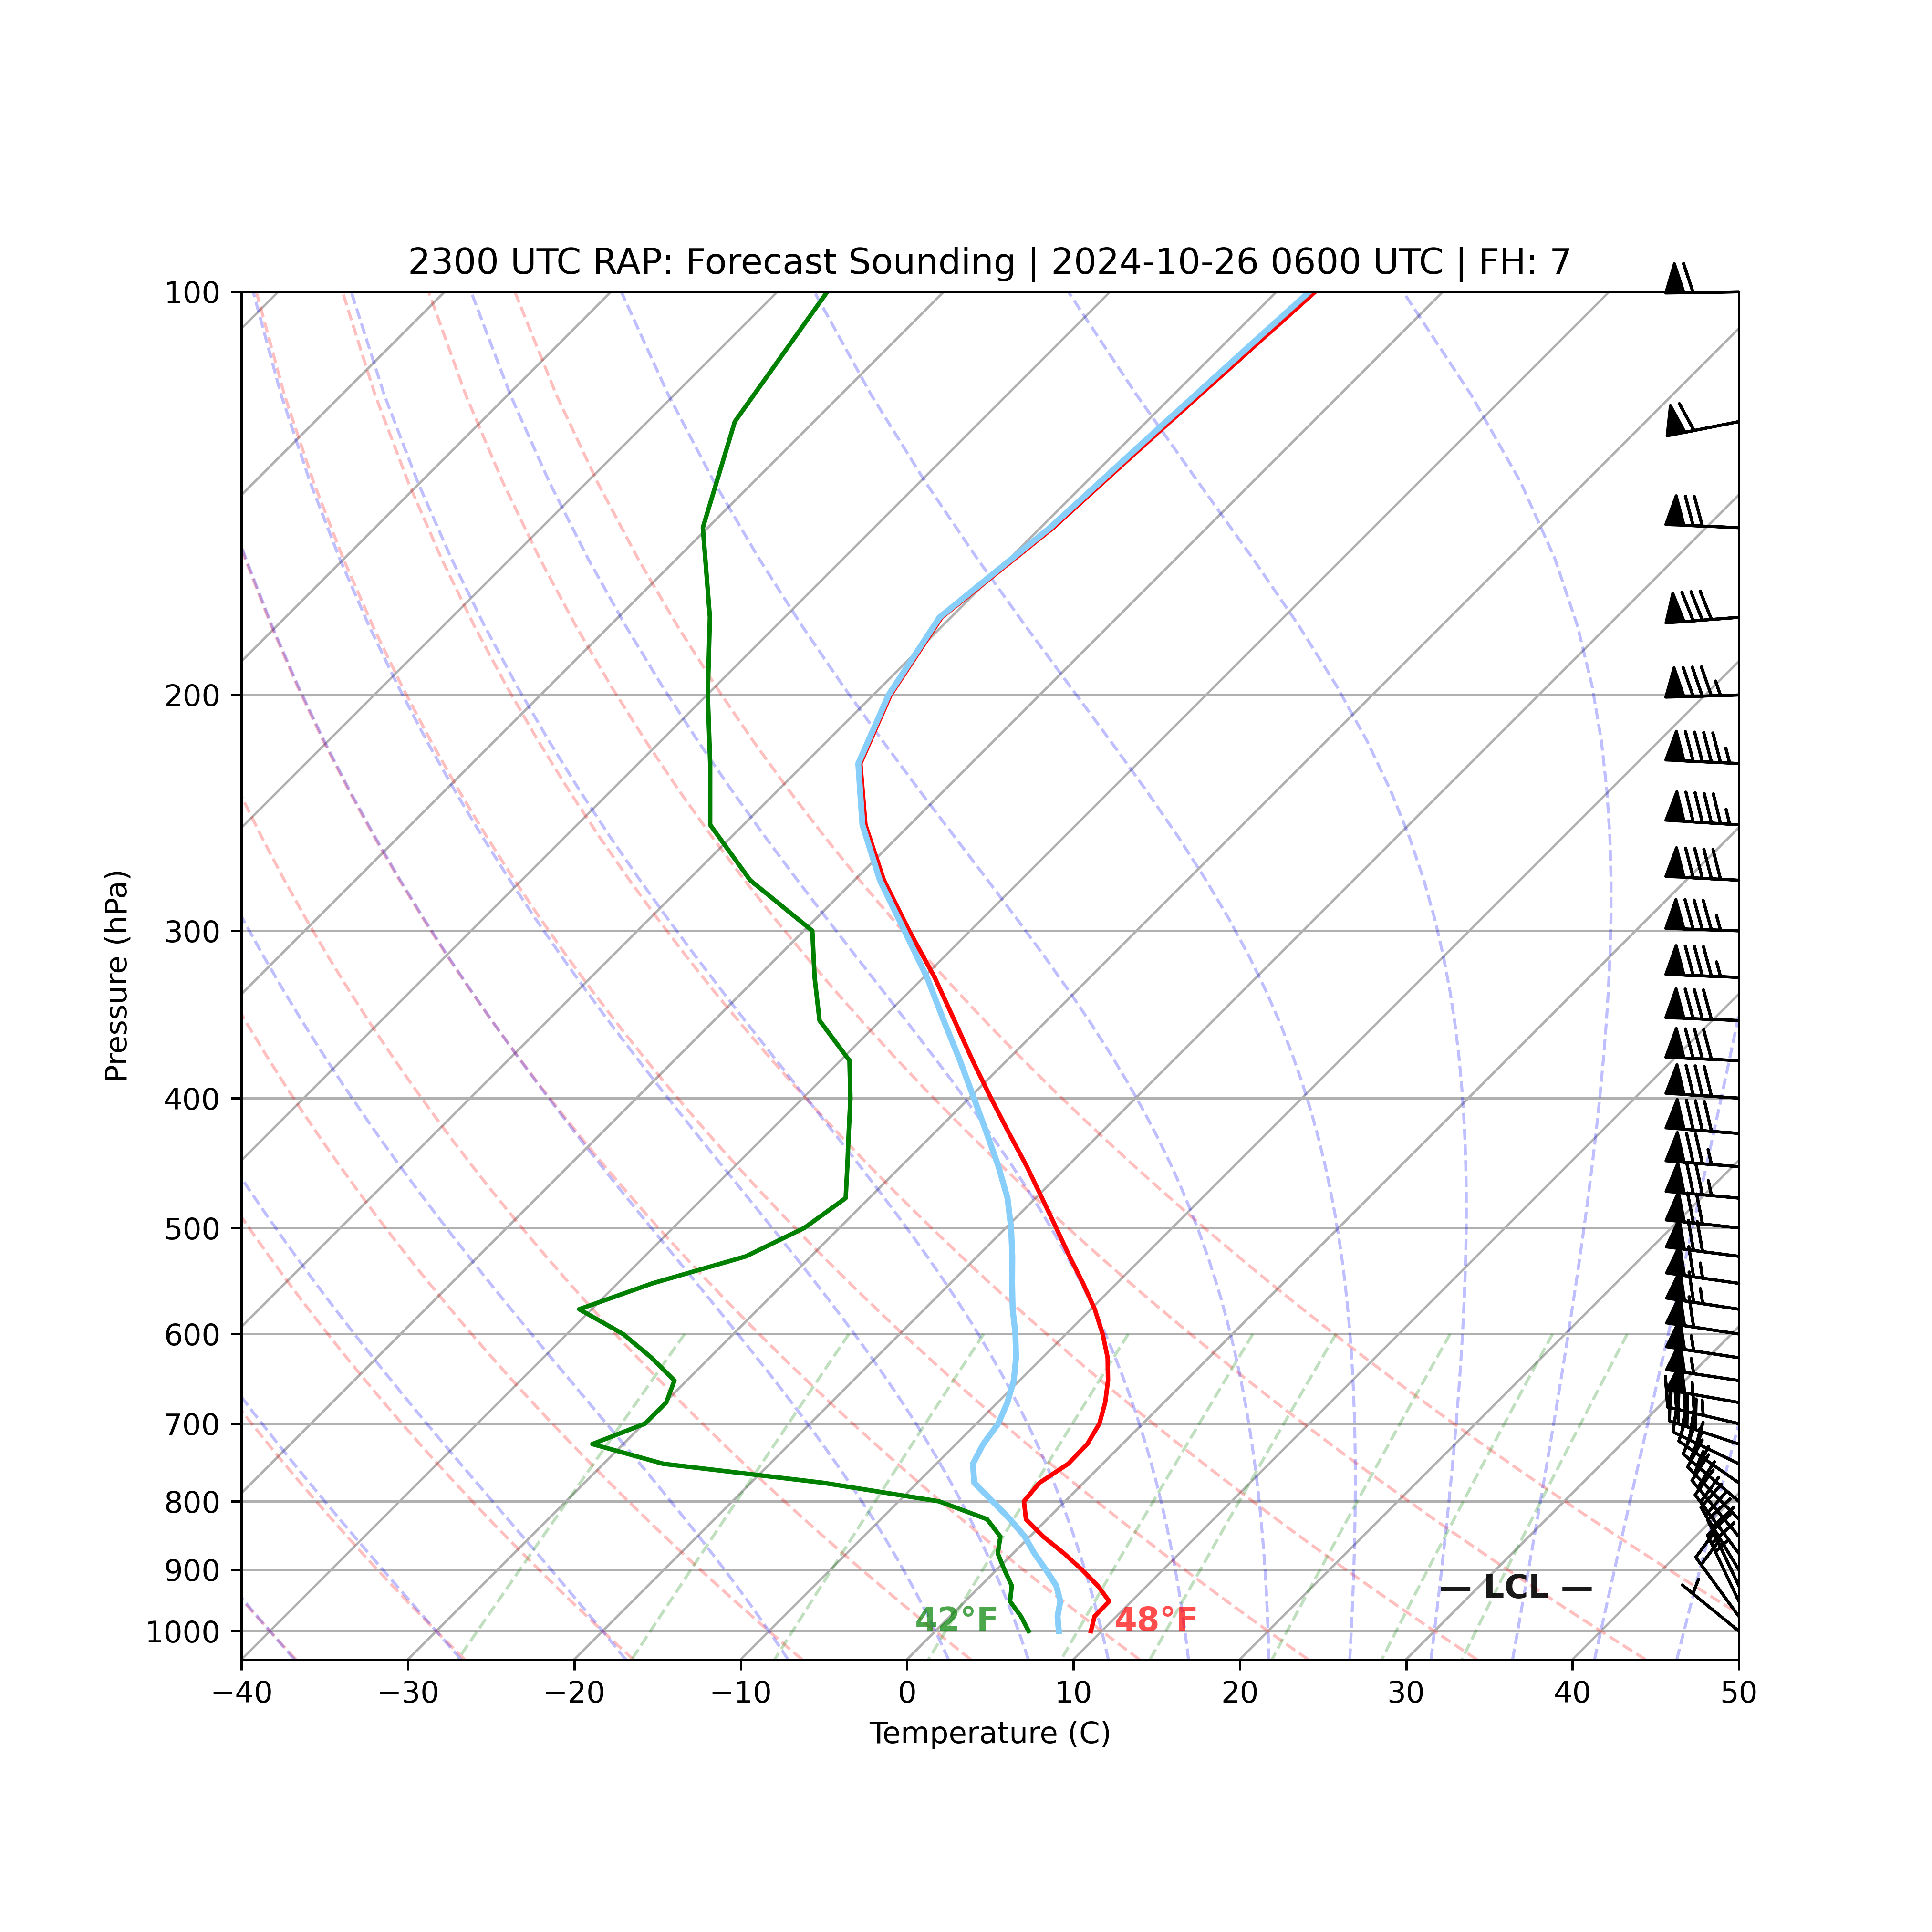 2300 UTC RAP: Forecast Sounding | 2024-10-26 0600 UTC | FH: 7
100
200
300
400
500
600
700
800
900
1000
Pressure (hPa)
42°F
48°F
— LCL —
−40 −30 −20 −10 0 10 20 30 40 50
Temperature (C)